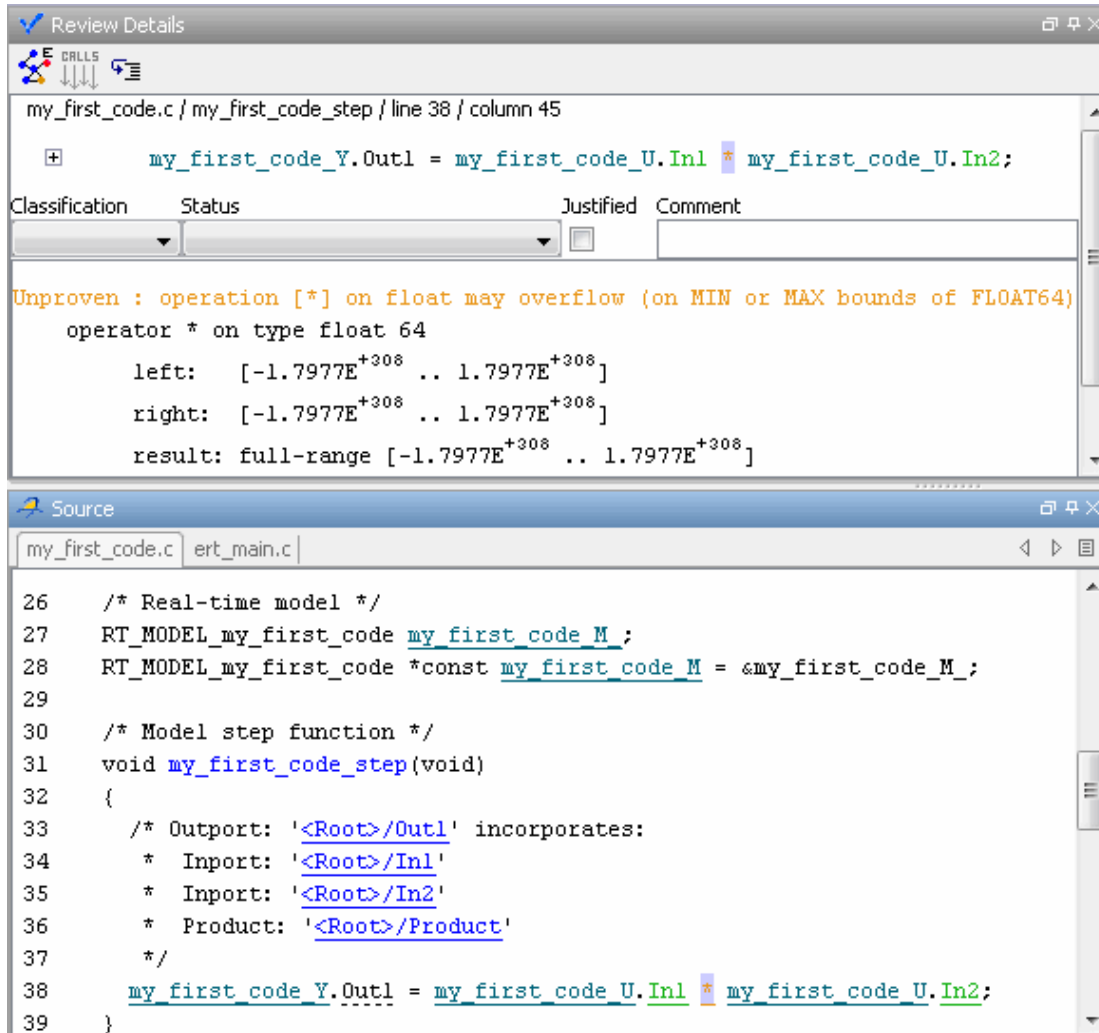 Review Details
E CALLS
my_first_code.c / my_first_code_step / line 38 / column 45
my_first_code_Y.Out1 = my_first_code_U.In1 * my_first_code_U.In2;
Classification Status Justified Comment
Unproven : operation [*] on float may overflow (on MIN or MAX bounds of FLOAT64)
operator * on type float 64
left: [-1.7977E+308 .. 1.7977E+308]
right: [-1.7977E+308 .. 1.7977E+308]
result: full-range [-1.7977E+308 .. 1.7977E+308]
Source
my_first_code.c ert_main.c
26 /* Real-time model */
27 RT_MODEL_my_first_code my_first_code_M_;
28 RT_MODEL_my_first_code *const my_first_code_M = &my_first_code_M_;
29
30 /* Model step function */
31 void my_first_code_step(void)
32 {
33 /* Outport: '<Root>/Out1' incorporates:
34 * Inport: '<Root>/In1'
35 * Inport: '<Root>/In2'
36 * Product: '<Root>/Product'
37 */
38 my_first_code_Y.Out1 = my_first_code_U.In1 * my_first_code_U.In2;
39 }